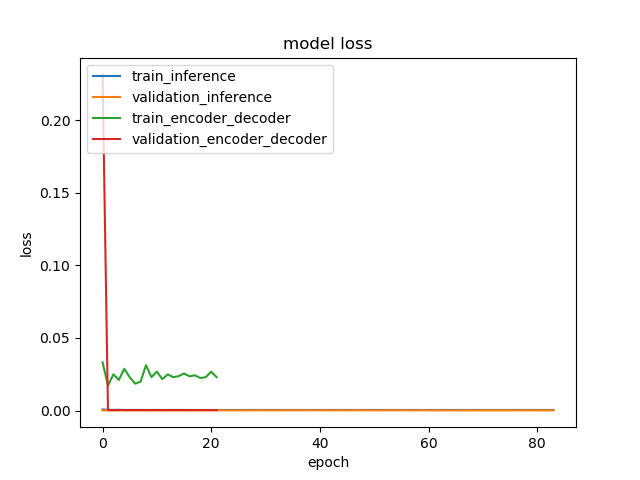 model loss
train_inference
validation_inference
train_encoder_decoder
validation_encoder_decoder
0.20
0.15
0.10
0.05
0.00
loss
0 20 40 60 80
epoch